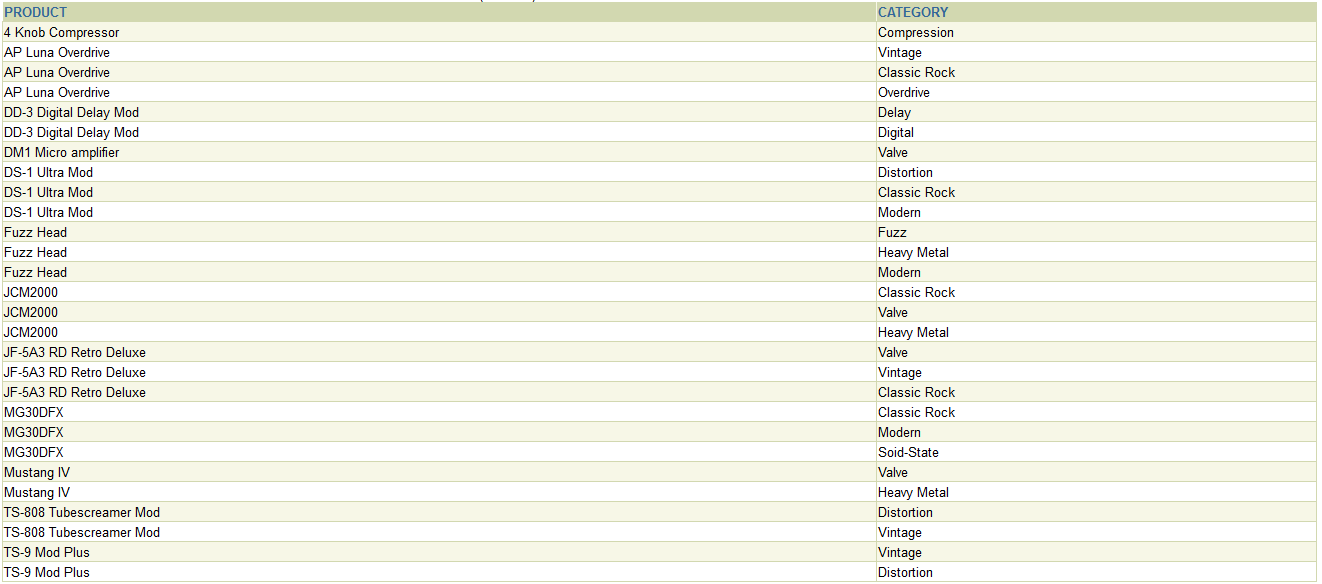 PRODUCT CATEGORY
4 Knob Compressor Compression
AP Luna Overdrive Vintage
AP Luna Overdrive Classic Rock
AP Luna Overdrive Overdrive
DD-3 Digital Delay Mod Delay
DD-3 Digital Delay Mod Digital
DM1 Micro amplifier Valve
DS-1 Ultra Mod Distortion
DS-1 Ultra Mod Classic Rock
DS-1 Ultra Mod Modern
Fuzz Head Fuzz
Fuzz Head Heavy Metal
Fuzz Head Modern
JCM2000 Classic Rock
JCM2000 Valve
JCM2000 Heavy Metal
JF-5A3 RD Retro Deluxe Valve
JF-5A3 RD Retro Deluxe Vintage
JF-5A3 RD Retro Deluxe Classic Rock
MG30DFX Classic Rock
MG30DFX Modern
MG30DFX Soid-State
Mustang IV Valve
Mustang IV Heavy Metal
TS-808 Tubescreamer Mod Distortion
TS-808 Tubescreamer Mod Vintage
TS-9 Mod Plus Vintage
TS-9 Mod Plus Distortion